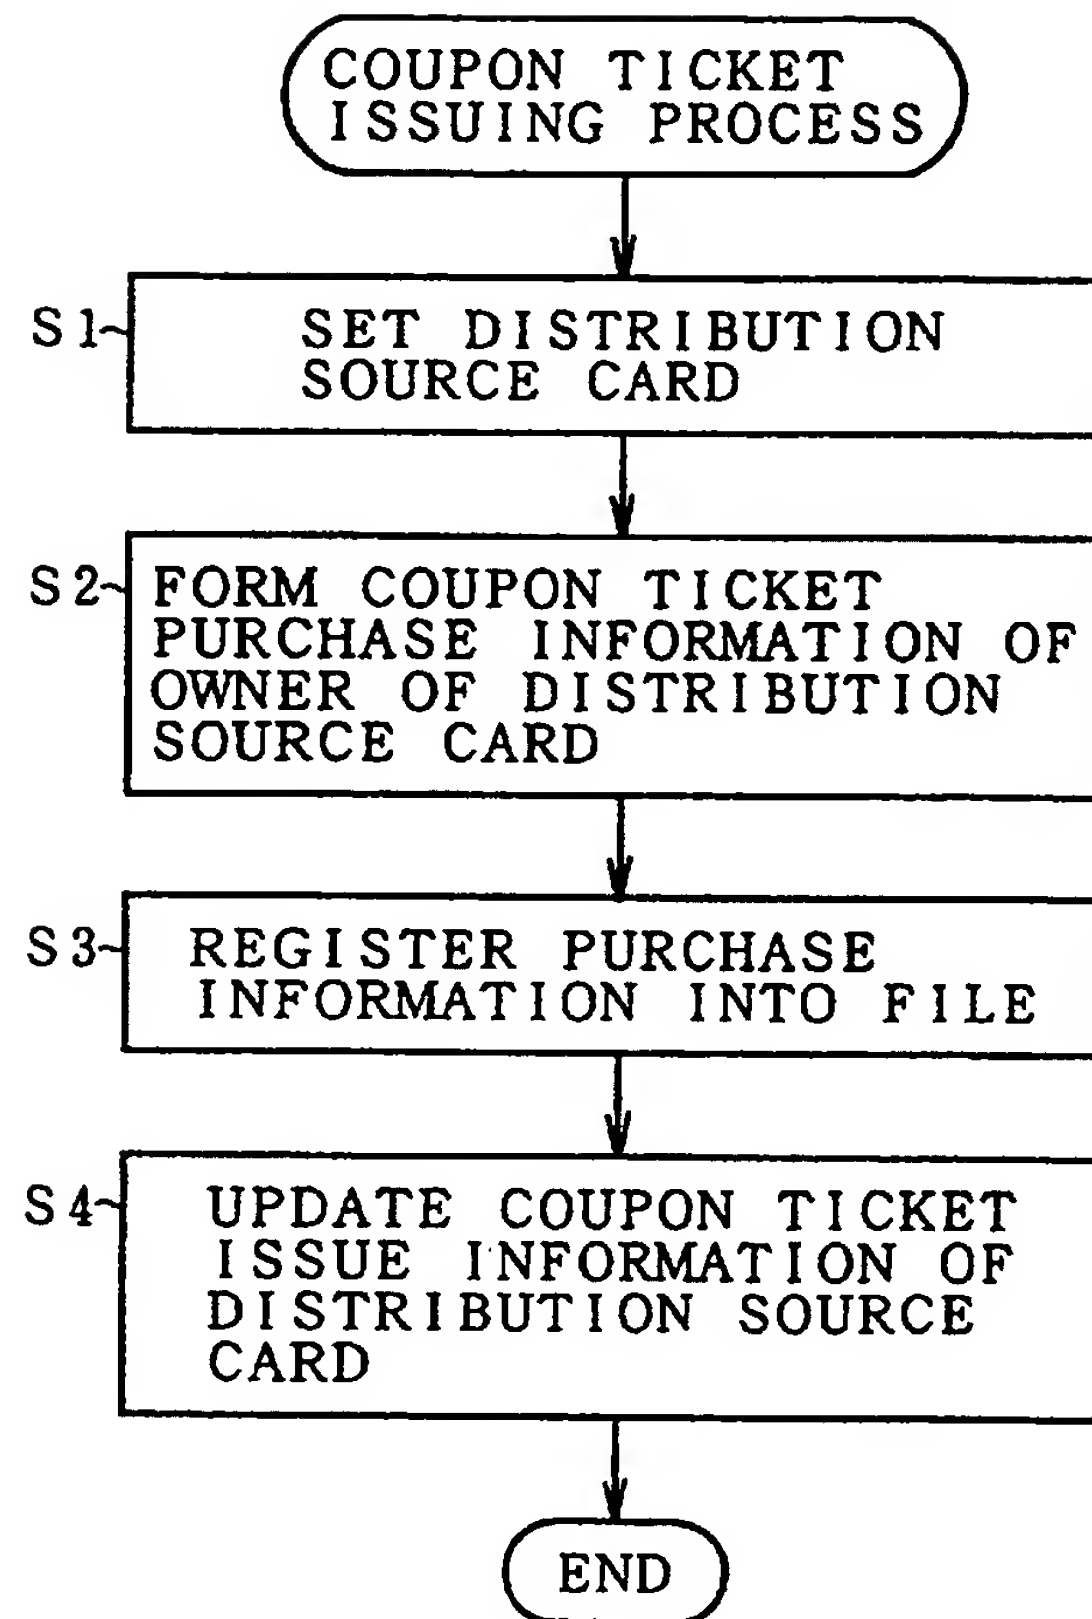 COUPON TICKET
ISSUING PROCESS
S1
SET DISTRIBUTION
SOURCE CARD
S2
FORM COUPON TICKET
PURCHASE INFORMATION OF
OWNER OF DISTRIBUTION
SOURCE CARD
S3
REGISTER PURCHASE
INFORMATION INTO FILE
S4
UPDATE COUPON TICKET
ISSUE INFORMATION OF
DISTRIBUTION SOURCE
CARD
END